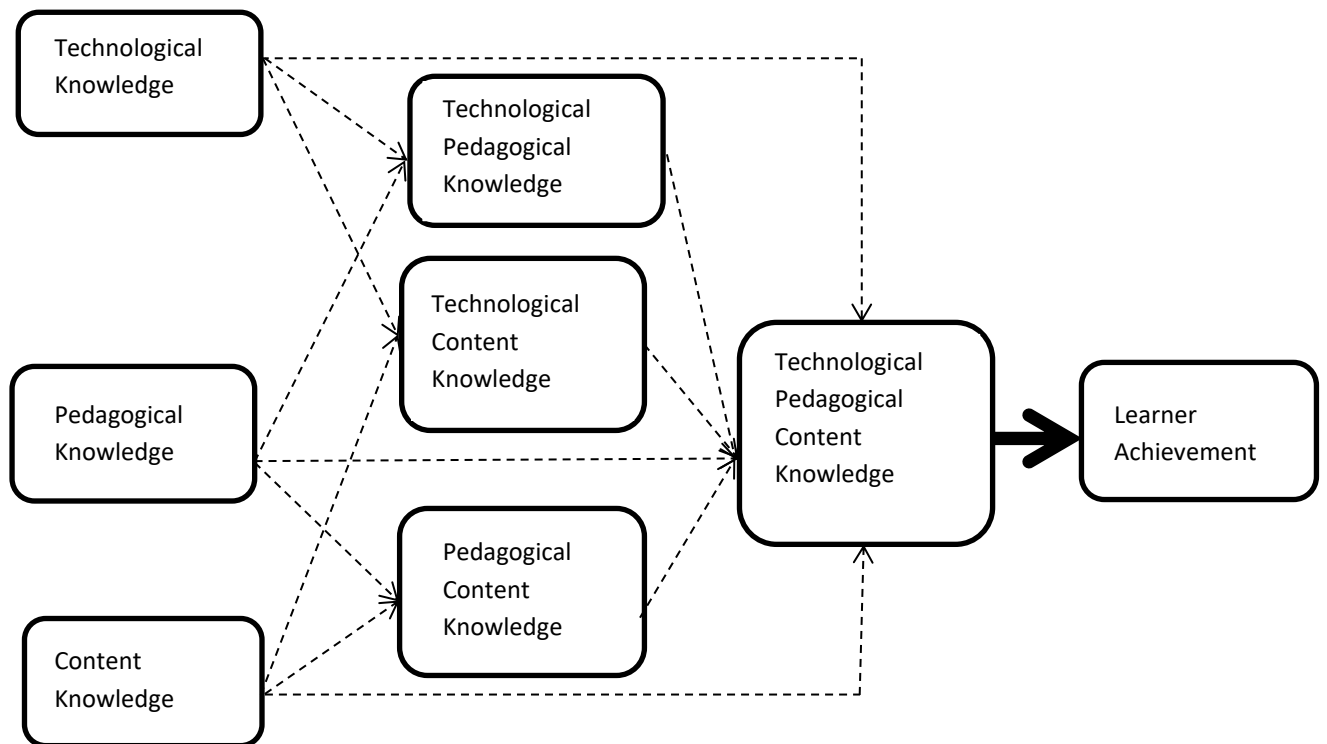 Technological
Knowledge
Technological
Pedagogical
Knowledge
Technological
Content
Knowledge
Technological
Pedagogical
Content
Knowledge
Learner
Achievement
Pedagogical
Knowledge
Pedagogical
Content
Knowledge
Content
Knowledge